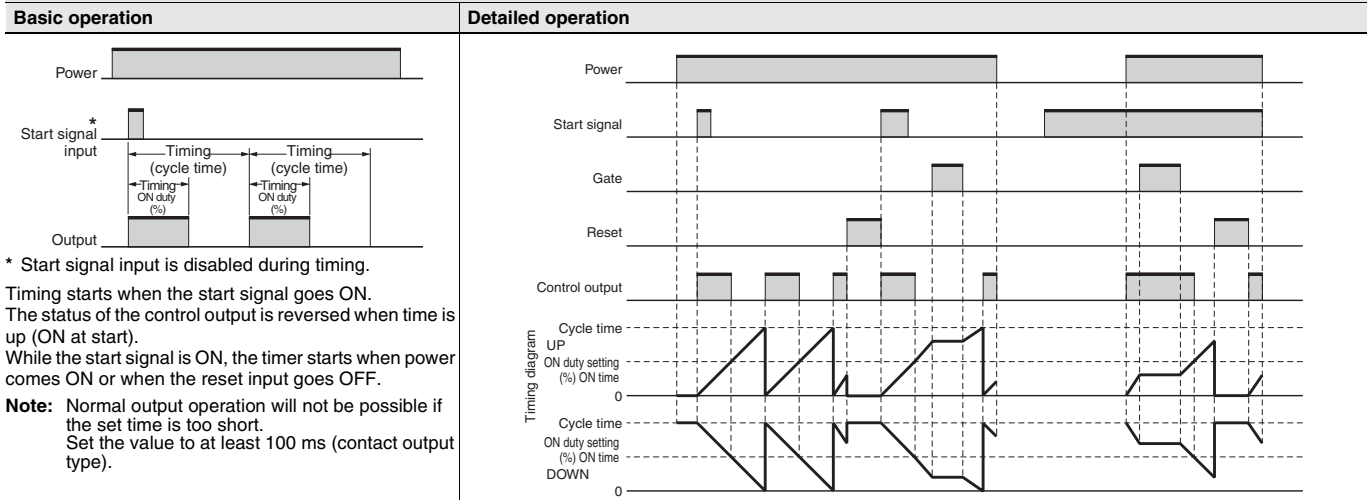 Basic operation
Power
*
Start signal
input
Timing
(cycle time)
Timing
(cycle time)
Timing
ON duty
(%)
Timing
ON duty
(%)
Output
* Start signal input is disabled during timing.
Timing starts when the start signal goes ON.
The status of the control output is reversed when time is
up (ON at start).
While the start signal is ON, the timer starts when power
comes ON or when the reset input goes OFF.
Note: Normal output operation will not be possible if
the set time is too short.
Set the value to at least 100 ms (contact output
type).
Detailed operation
Power
Start signal
Gate
Reset
Control output
Timing diagram
Cycle time
UP
ON duty setting
(%) ON time
0
Cycle time
ON duty setting
(%) ON time
DOWN
0